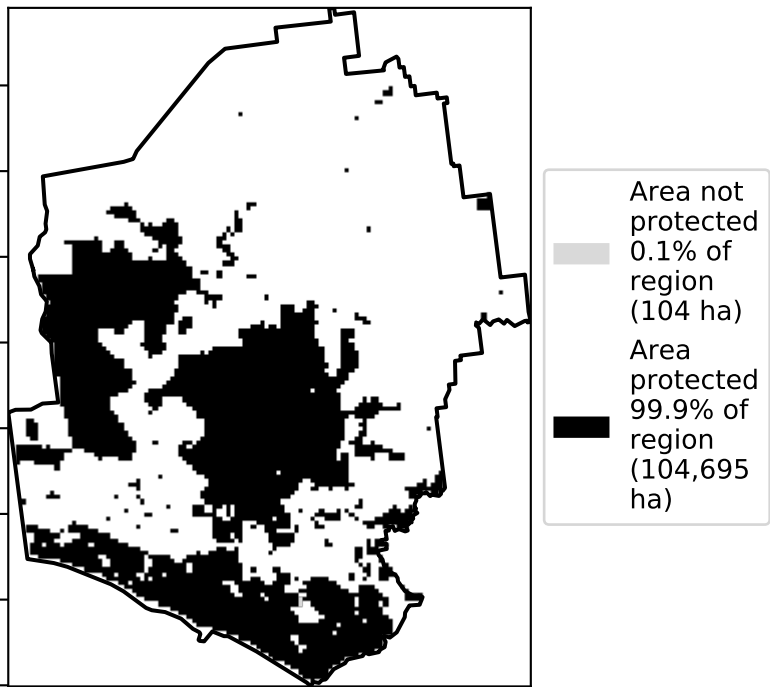 Area not
protected
0.1% of
region
(104 ha)
Area
protected
99.9% of
region
(104,695
ha)